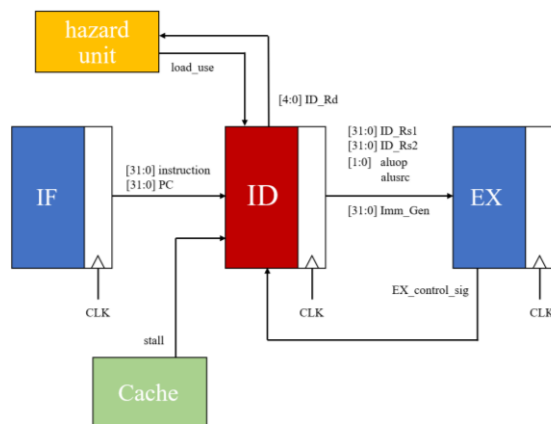 hazard
unit
load_use
[4:0] ID_Rd
IF
[31:0] instruction
[31:0] PC
ID
[31:0] ID_Rs1
[31:0] ID_Rs2
[1:0] aluop
alusrc
[31:0] Imm_Gen
EX
CLK
stall
CLK
EX_control_sig
CLK
Cache